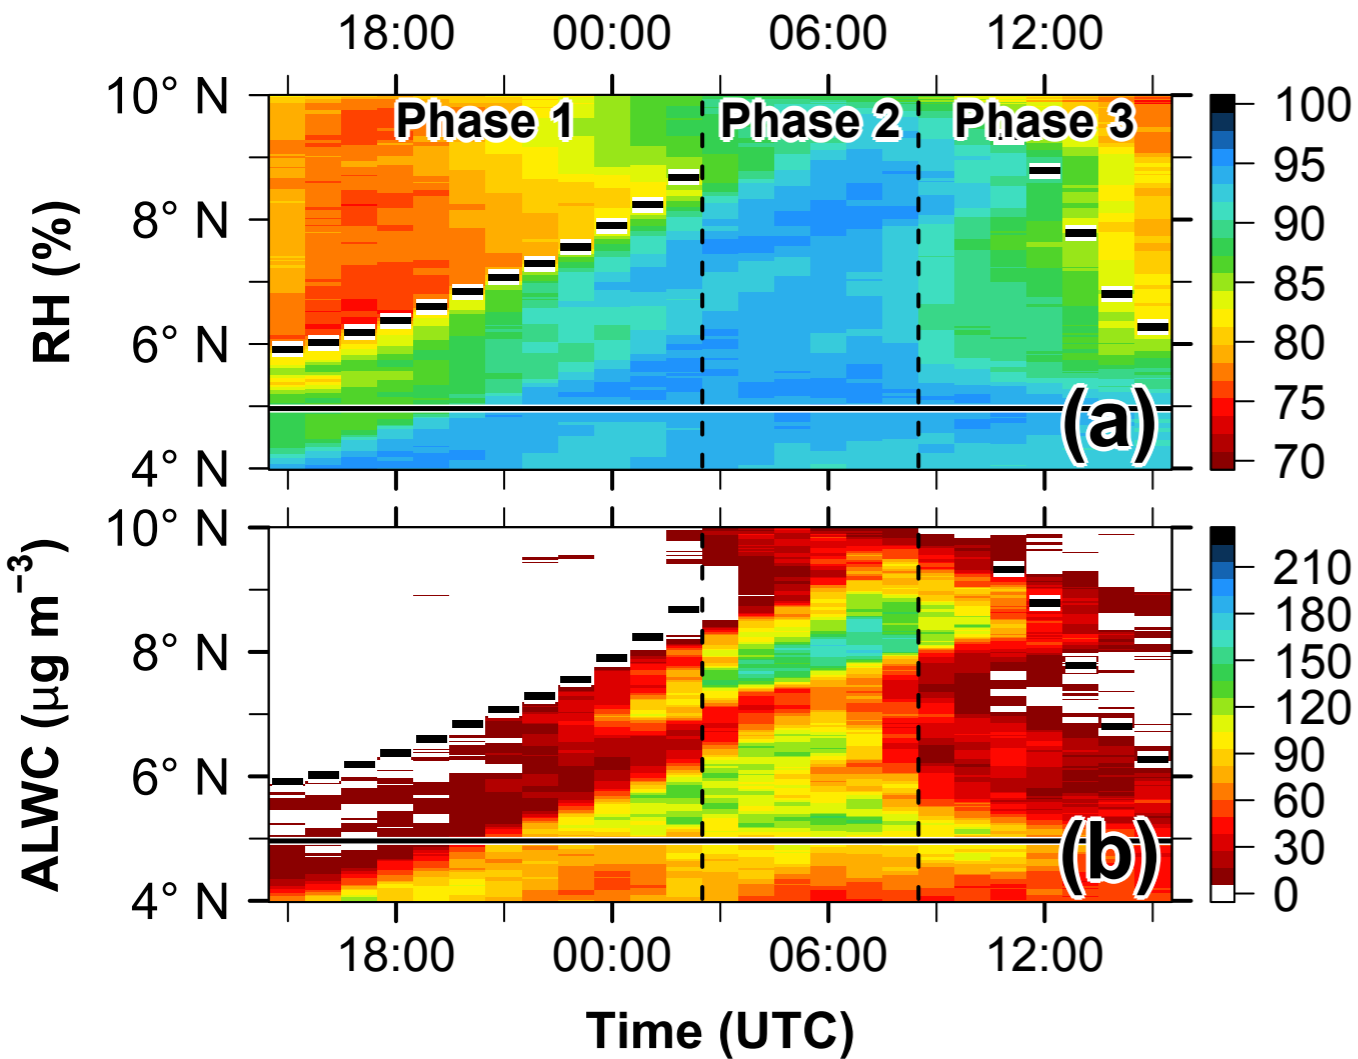 18:00 00:00 06:00 12:00
10° N
8° N
6° N
4° N
RH (%)
Phase 1 Phase 2 Phase 3
(a)
100
95
90
85
80
75
70
10° N
8° N
6° N
4° N
ALWC (μg m⁻³)
(b)
210
180
150
120
90
60
30
0
18:00 00:00 06:00 12:00
Time (UTC)